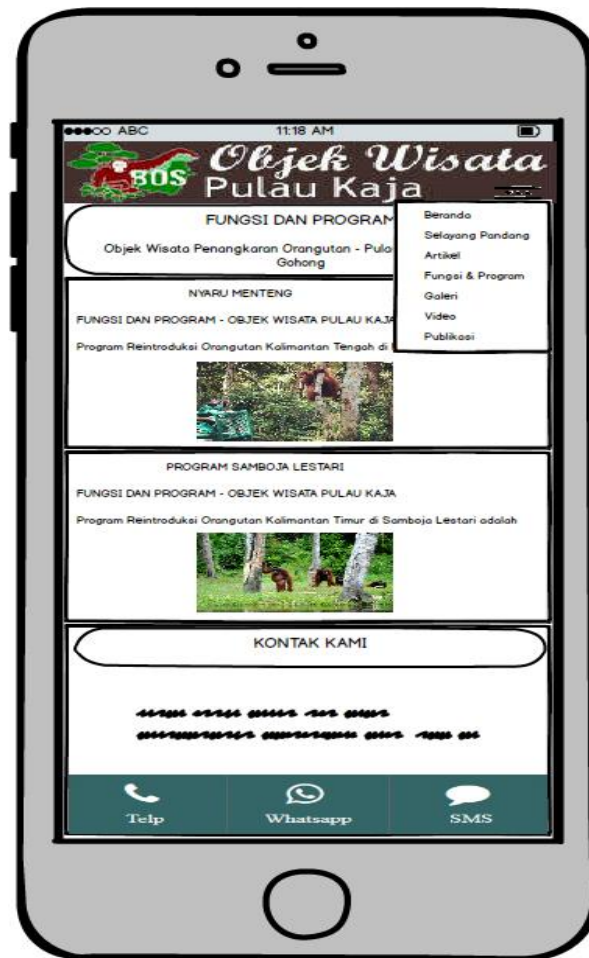 ABC 11:18 AM
BOS
Objek Wisata
Pulau Kaja
FUNGSI DAN PROGRAM
Objek Wisata Penangkaran Orangutan -
Gohong
Beranda
Selayang Pandang
Artikel
Fungsi & Program
Galeri
Video
Publikasi
NYARU MENTENG
FUNGSI DAN PROGRAM - OBJEK WISATA PULAU KAJA
Program Reintroduksi Orangutan Kalimantan Tengah di
PROGRAM SAMBOJA LESTARI
FUNGSI DAN PROGRAM - OBJEK WISATA PULAU KAJA
Program Reintroduksi Orangutan Kalimantan Timur di Samboja Lestari adalah
KONTAK KAMI
Telp Whatsapp SMS